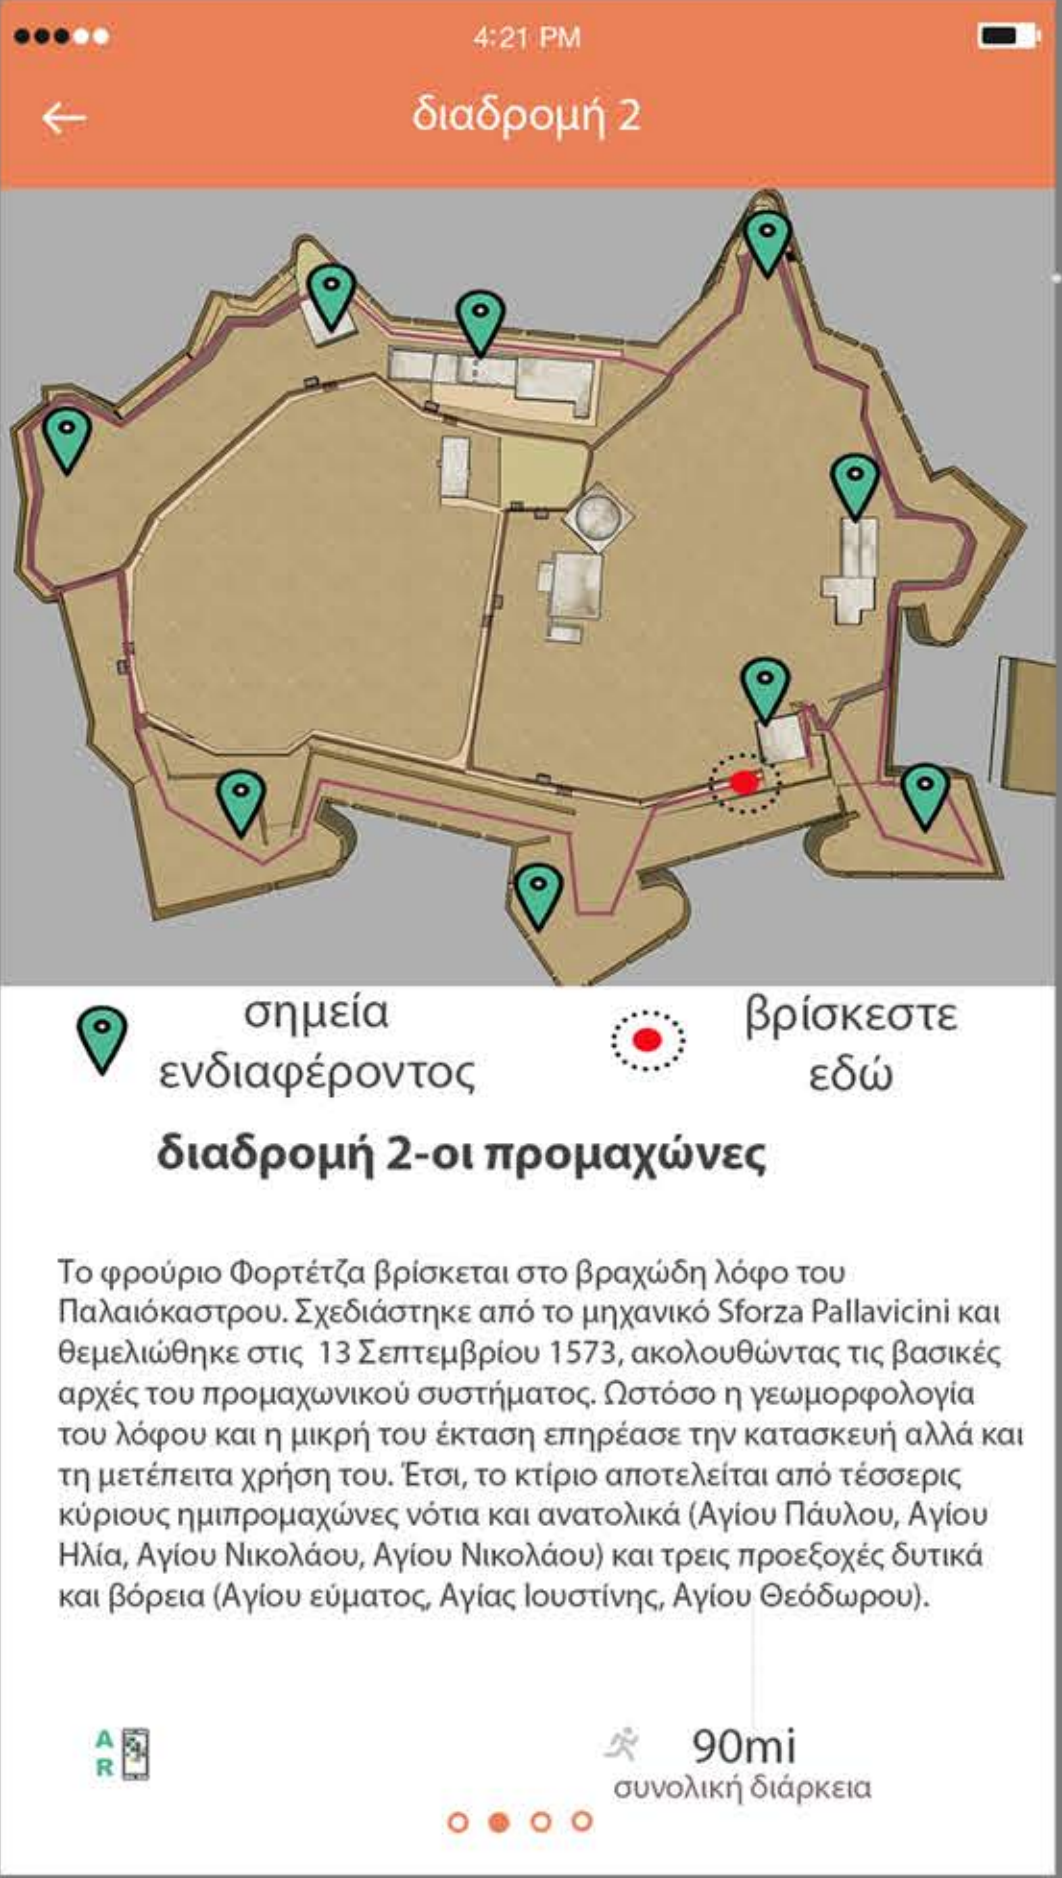 4:21 PM
διαδρομή 2
σημεία
ενδιαφέροντος
βρίσκεστε
εδώ
διαδρομή 2-οι προμαχώνες
Το φρούριο Φορτέτζα βρίσκεται στο βραχώδη λόφο του
Παλαιόκαστρου. Σχεδιάστηκε από το μηχανικό Sforza Pallavicini και
θεμελιώθηκε στις 13 Σεπτεμβρίου 1573, ακολουθώντας τις βασικές
αρχές του προμαχωνικού συστήματος. Ωστόσο η γεωμορφολογία
του λόφου και η μικρή του έκταση επηρέασε την κατασκευή αλλά και
τη μετέπειτα χρήση του. Έτσι, το κτίριο αποτελείται από τέσσερις
κύριους ημιπρομαχώνες νότια και ανατολικά (Αγίου Πάυλου, Αγίου
Ηλία, Αγίου Νικολάου, Αγίου Νικολάου) και τρεις προεξοχές δυτικά
και βόρεια (Αγίου εύματος, Αγίας Ιουστίνης, Αγίου Θεόδωρου).
A
R
90mi
συνολική διάρκεια